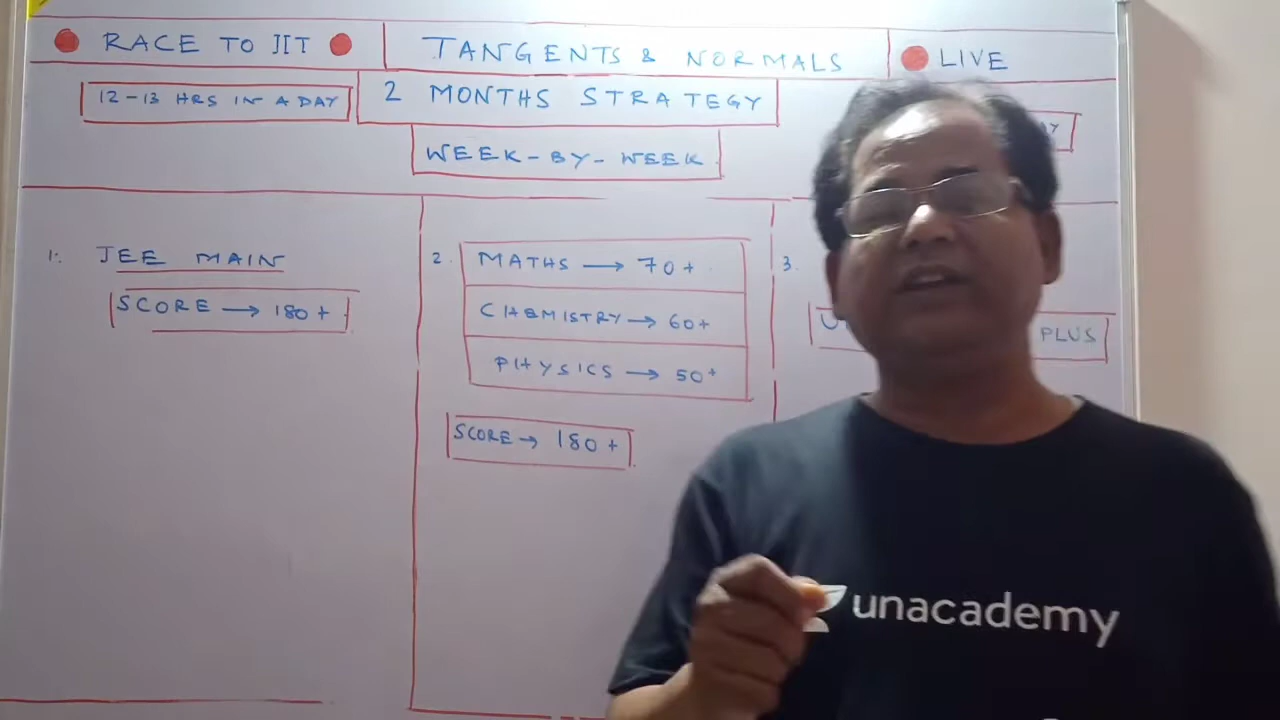 RACE TO IIT
TANGENTS & NORMALS
LIVE
12-13 HRS IN A DAY
2 MONTHS STRATEGY
WEEK-BY-WEEK
1. JEE MAIN
SCORE → 180+
2. MATHS → 70+
CHEMISTRY → 60+
PHYSICS → 50+
SCORE → 180+
3.
PLUS
unacademy